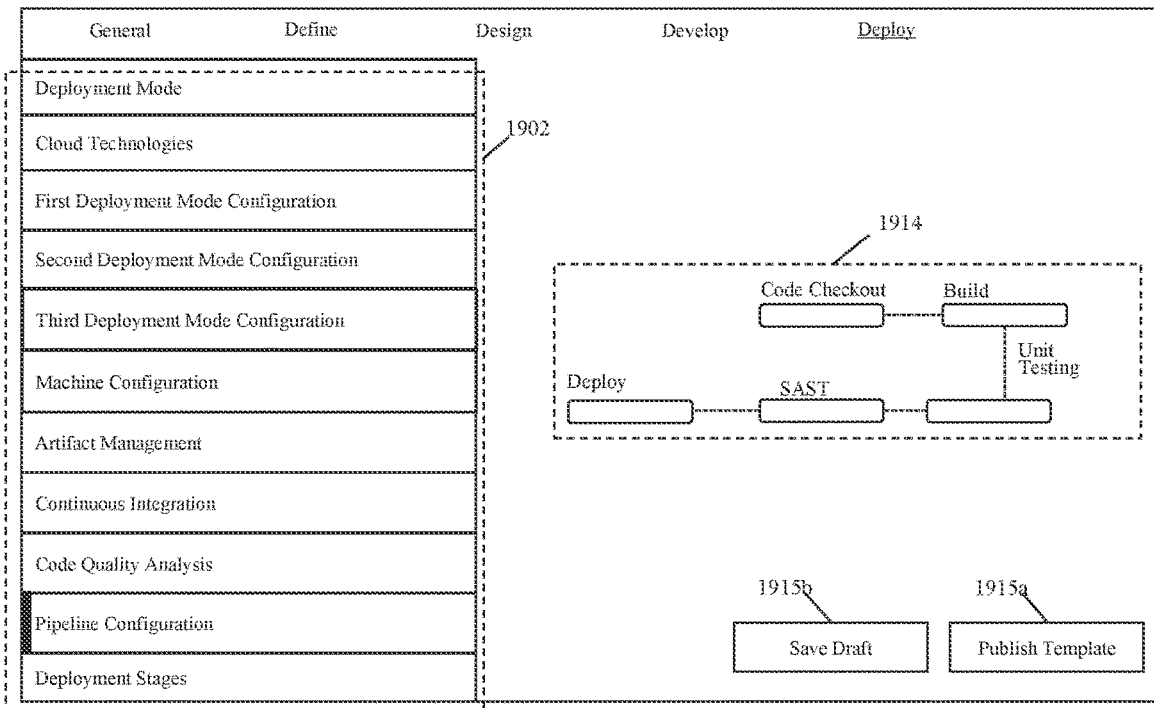 General Define Design Develop Deploy
Deployment Mode
Cloud Technologies
First Deployment Mode Configuration
Second Deployment Mode Configuration
Third Deployment Mode Configuration
Machine Configuration
Artifact Management
Continuous Integration
Code Quality Analysis
Pipeline Configuration
Deployment Stages
1902
1914
Code Checkout Build
Unit
Testing
Deploy SAST
1915b 1915a
Save Draft Publish Template